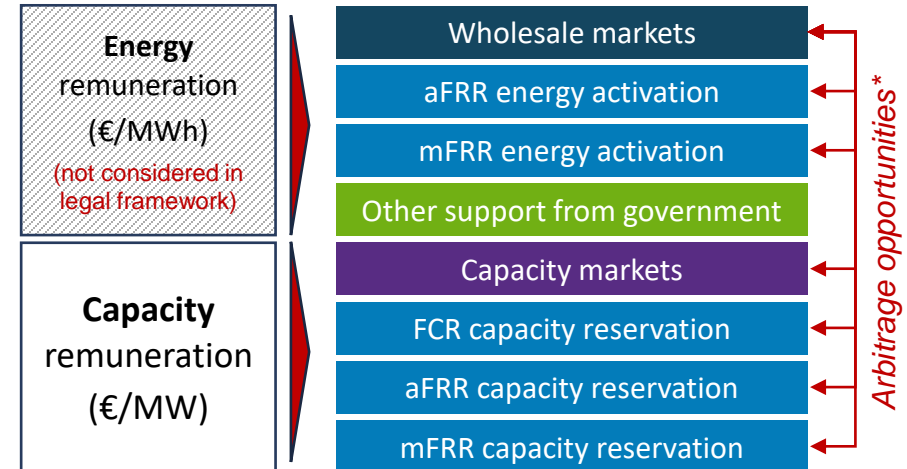 Energy
remuneration
(€/MWh)
(not considered in
legal framework)
Capacity
remuneration
(€/MW)
Wholesale markets
aFRR energy activation
mFRR energy activation
Other support from government
Capacity markets
FCR capacity reservation
aFRR capacity reservation
mFRR capacity reservation
Arbitrage opportunities*